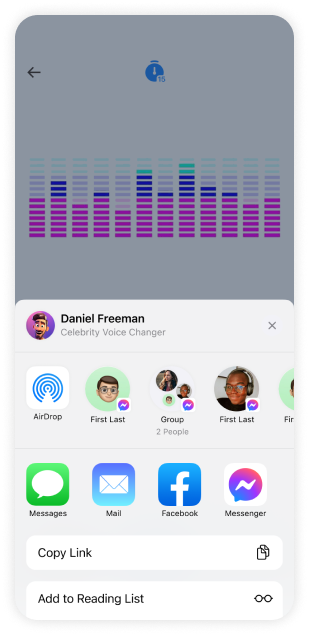 15
Daniel Freeman
Celebrity Voice Changer
AirDrop
First Last
Group
2 People
First Last
Fir
Messages
Mail
Facebook
Messenger
Copy Link
Add to Reading List